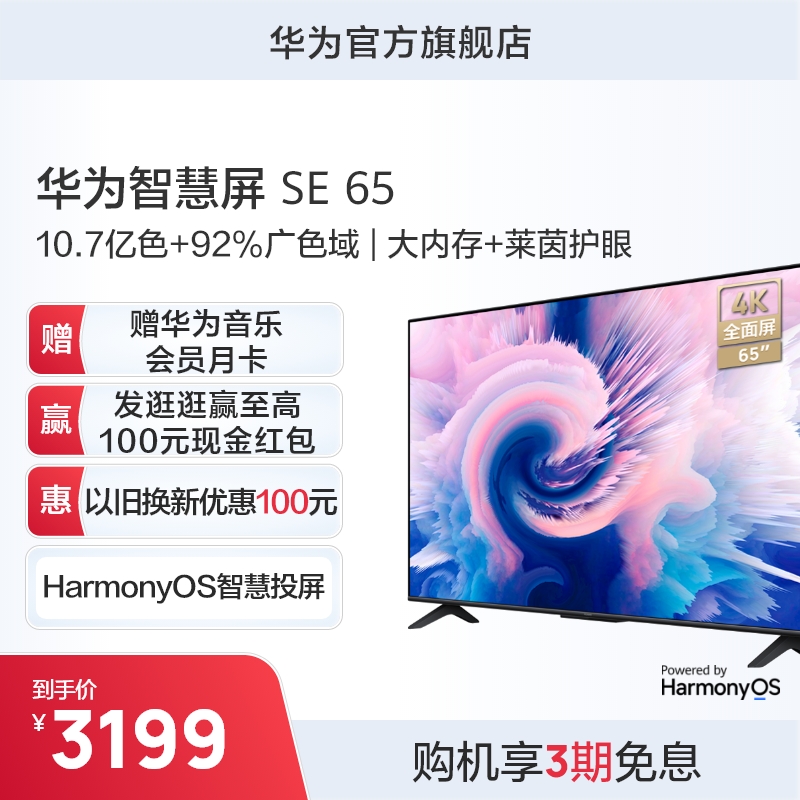 华为官方旗舰店
华为智慧屏 SE 65
10.7亿色+92%广色域 | 大内存+莱茵护眼
赠
赠华为音乐
会员月卡
赢
发逛逛赢至高
100元现金红包
惠
以旧换新优惠100元
HarmonyOS智慧投屏
4K
全面屏
65″
Powered by
HarmonyOS
到手价
¥3199
购机享3期免息